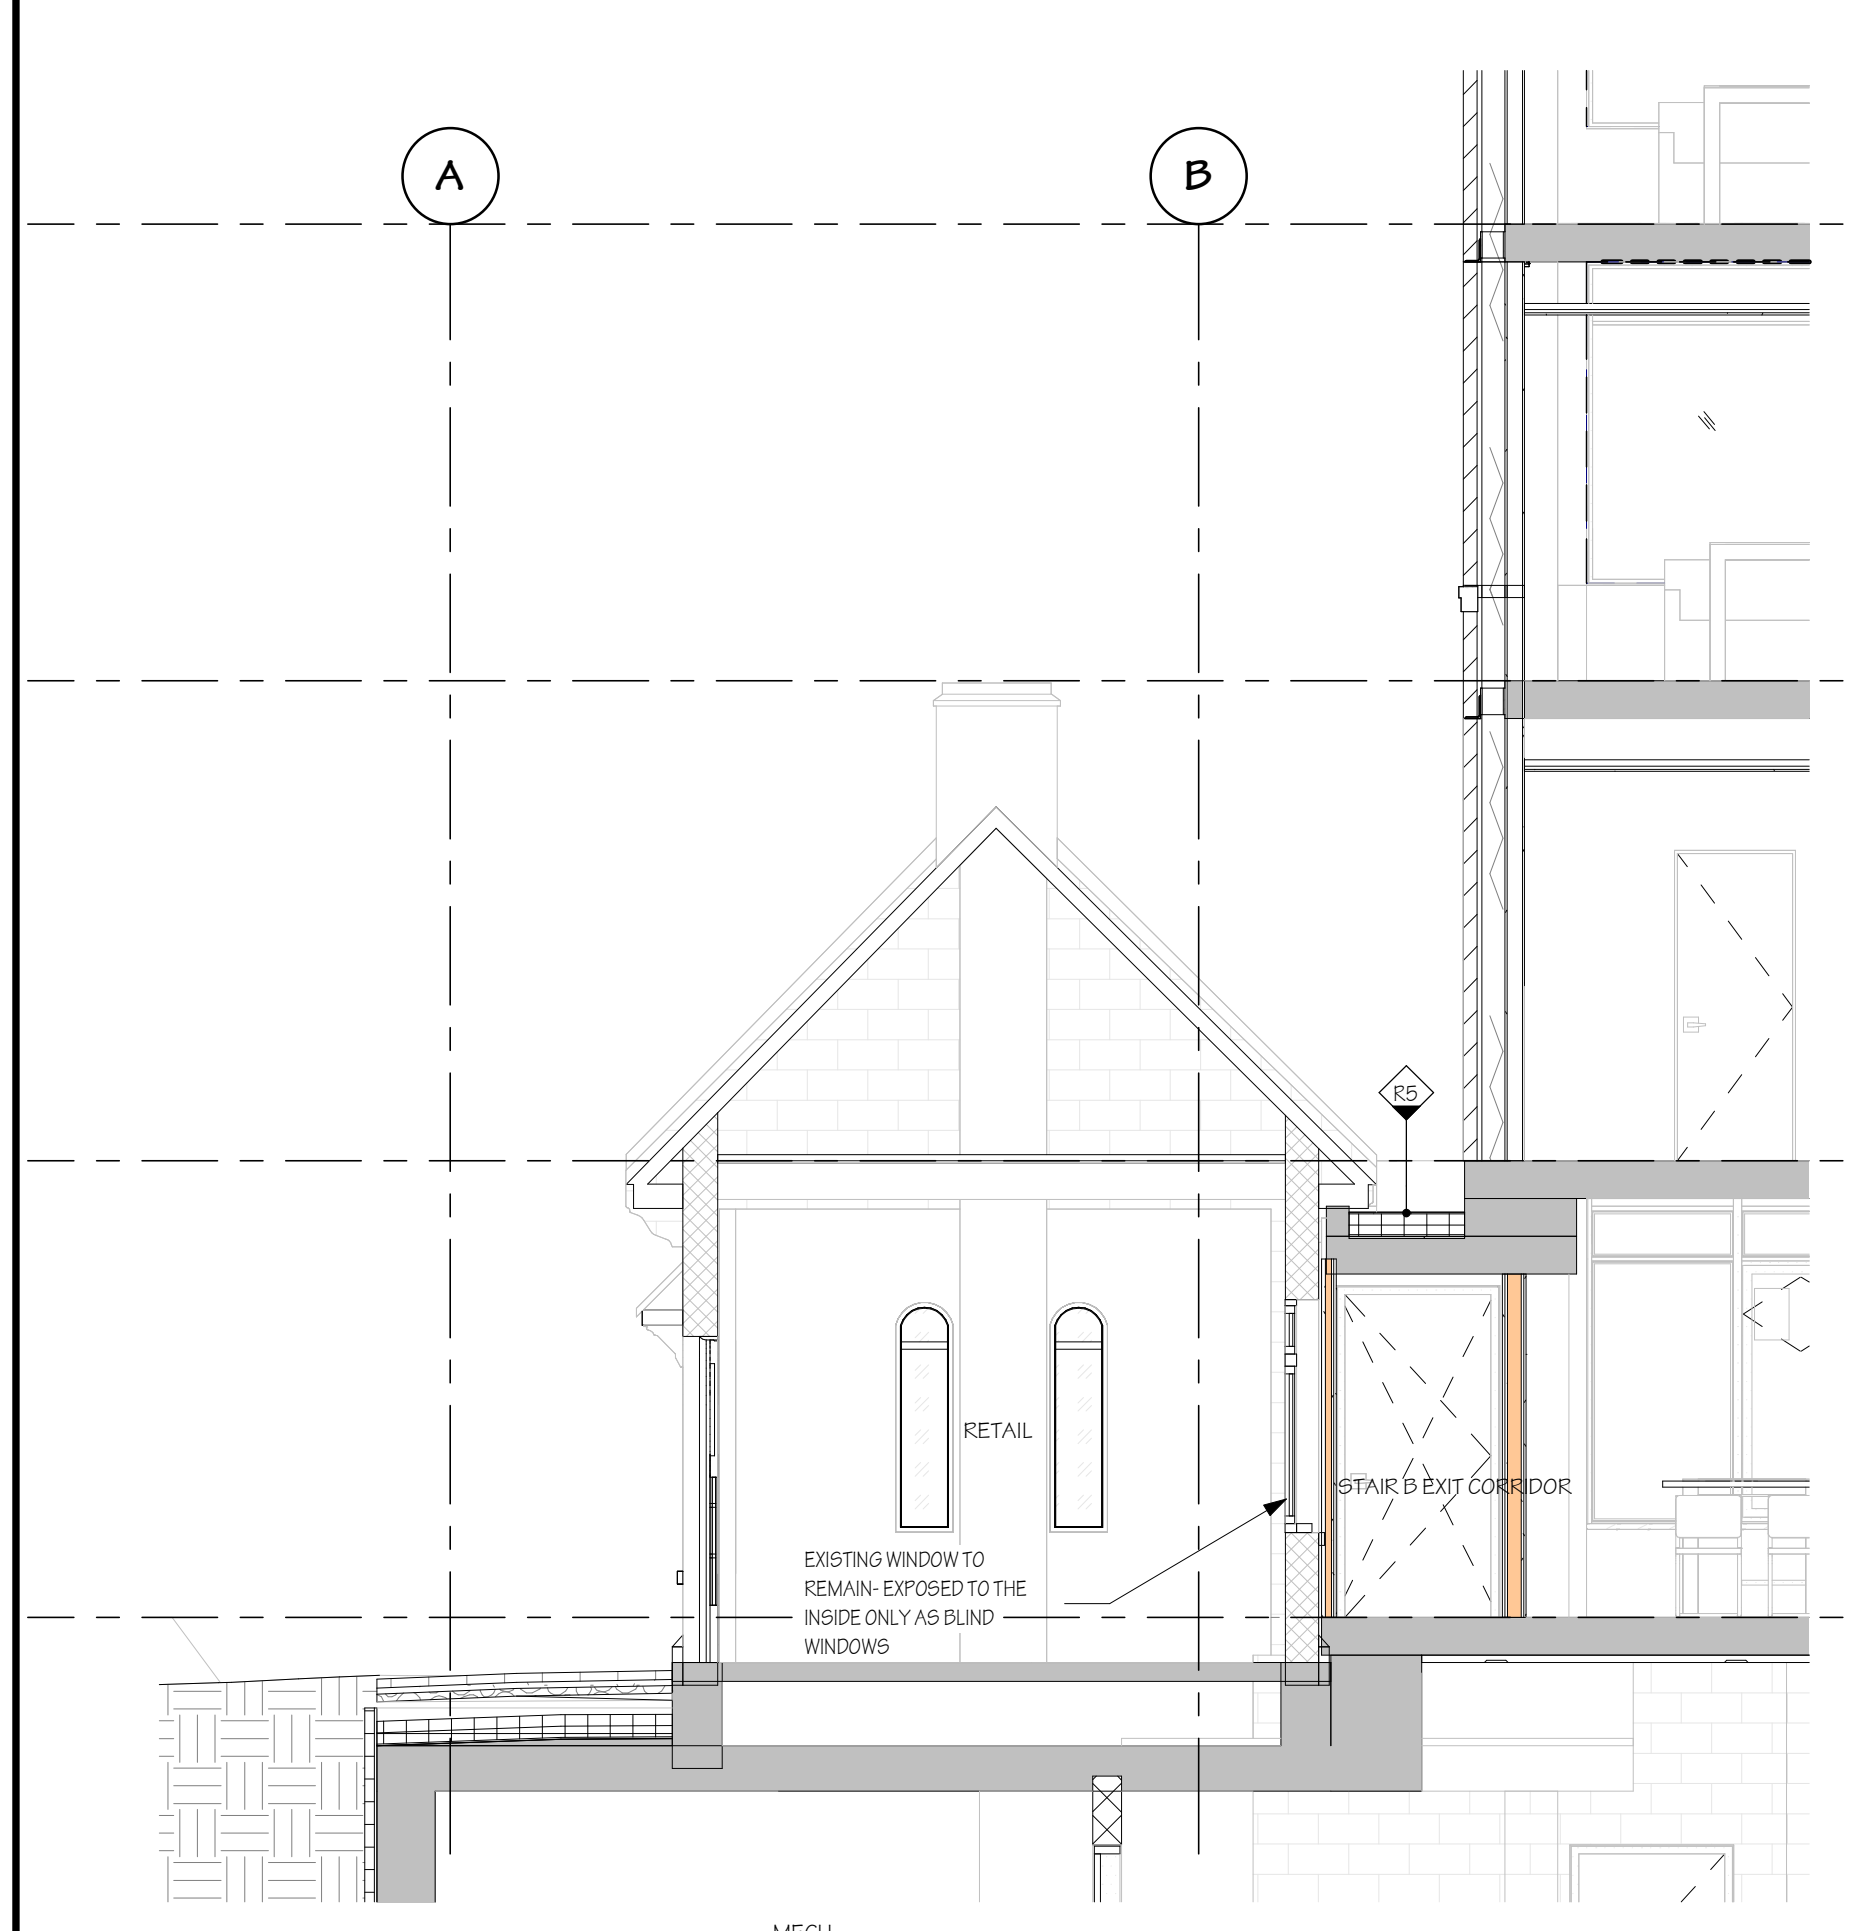 A
B
R5
RETAIL
STAIR B EXIT CORRIDOR
EXISTING WINDOW TO
REMAIN- EXPOSED TO THE
INSIDE ONLY AS BLIND
WINDOWS
MECH